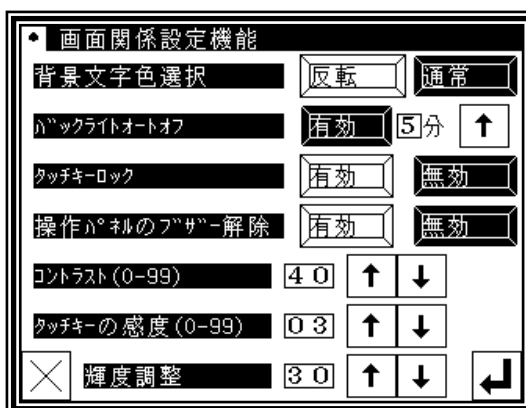 • 画面関係設定機能
背景文字色選択 反転 通常
ﾊﾞｯｸﾗｲﾄｵｰﾄｵﾌ 有効 5分 ↑
ﾀｯﾁｷｰﾛｯｸ 有効 無効
操作ﾊﾟﾈﾙのﾌﾞｻﾞｰ解除 有効 無効
ｺﾝﾄﾗｽﾄ(0-99) 40 ↑ ↓
ﾀｯﾁｷｰの感度(0-99) 03 ↑ ↓
輝度調整 30 ↑ ↓